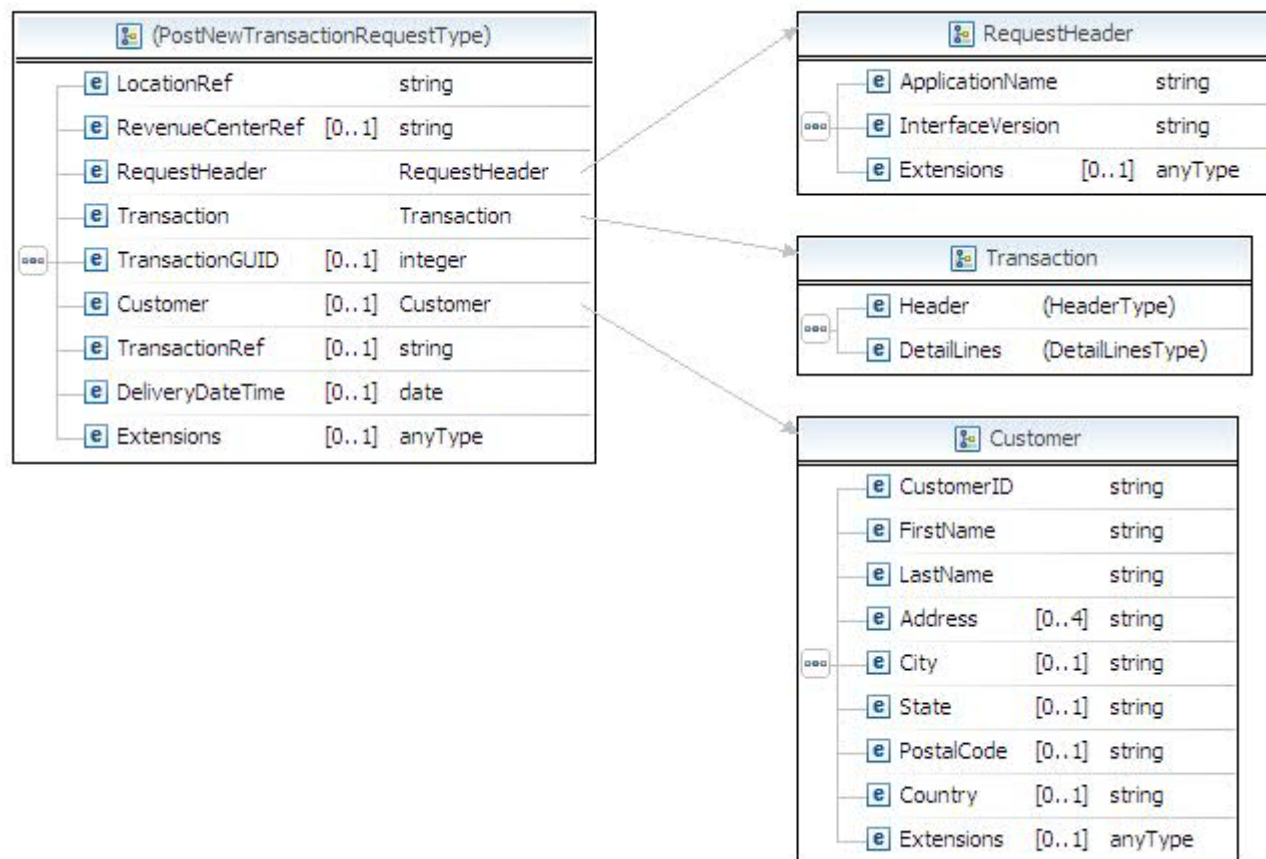 (PostNewTransactionRequestType)
LocationRef string
RevenueCenterRef [0..1] string
RequestHeader RequestHeader
Transaction Transaction
TransactionGUID [0..1] integer
Customer [0..1] Customer
TransactionRef [0..1] string
DeliveryDateTime [0..1] date
Extensions [0..1] anyType
RequestHeader
ApplicationName string
InterfaceVersion string
Extensions [0..1] anyType
Transaction
Header (HeaderType)
DetailLines (DetailLinesType)
Customer
CustomerID string
FirstName string
LastName string
Address [0..4] string
City [0..1] string
State [0..1] string
PostalCode [0..1] string
Country [0..1] string
Extensions [0..1] anyType